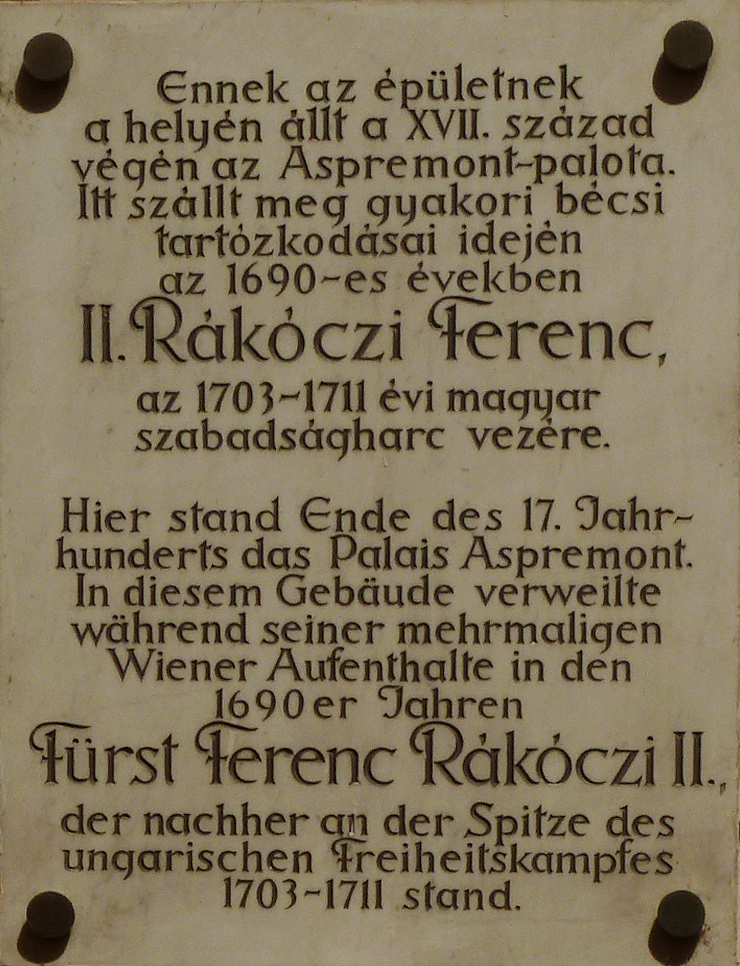 Ennek az épületnek
a helyén állt a XVII. század
végén az Aspremont-palota.
Itt szállt meg gyakori bécsi
tartózkodásai idején
az 1690-es években
II. Rákóczi Ferenc,
az 1703-1711 évi magyar
szabadságharc vezére.
Hier stand Ende des 17. Jahr-
hunderts das Palais Aspremont.
In diesem Gebäude verweilte
während seiner mehrmaligen
Wiener Aufenthalte in den
1690er Jahren
Fürst Ferenc Rákóczi II.,
der nachher an der Spitze des
ungarischen Freiheitskampfes
1703-1711 stand.